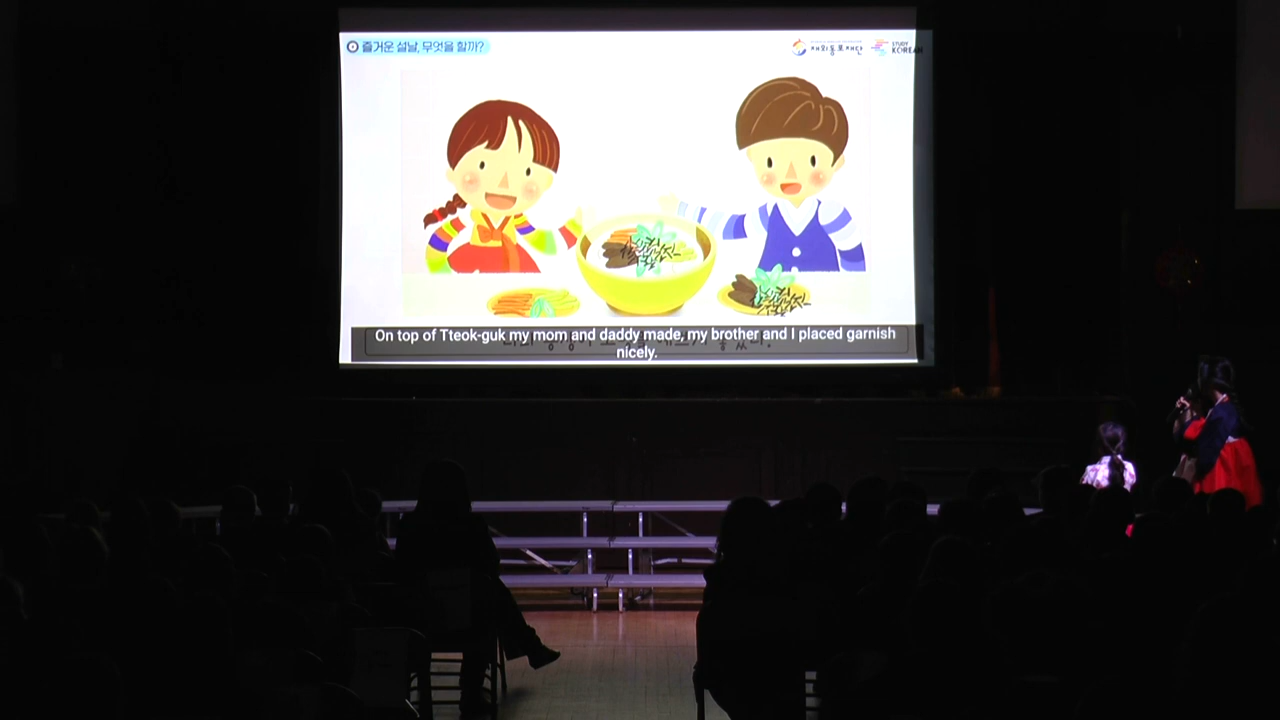 즐거운 설날, 무엇을 할까?
재외동포재단
STUDY
KOREAN
On top of Tteok-guk my mom and daddy made, my brother and I placed garnish
nicely.